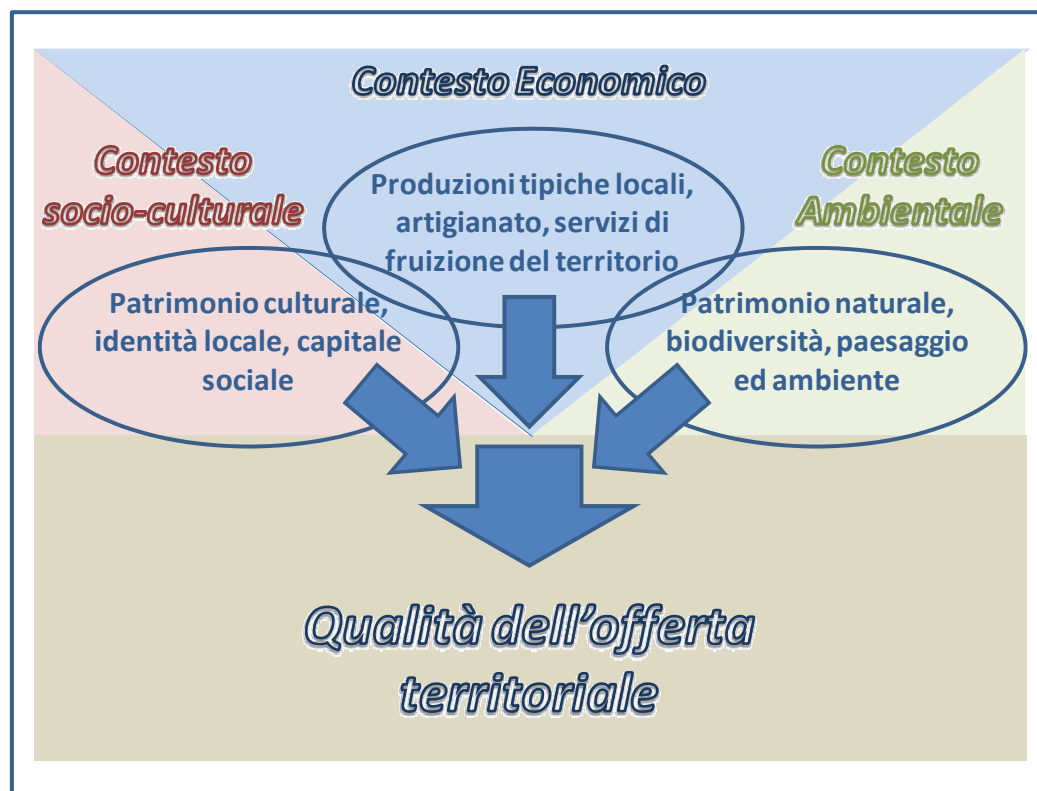 Contesto Economico
Contesto
socio-culturale
Contesto
Ambientale
Produzioni tipiche locali,
artigianato, servizi di
fruizione del territorio
Patrimonio culturale,
identità locale, capitale
sociale
Patrimonio naturale,
biodiversità, paesaggio
ed ambiente
Qualità dell'offerta
territoriale